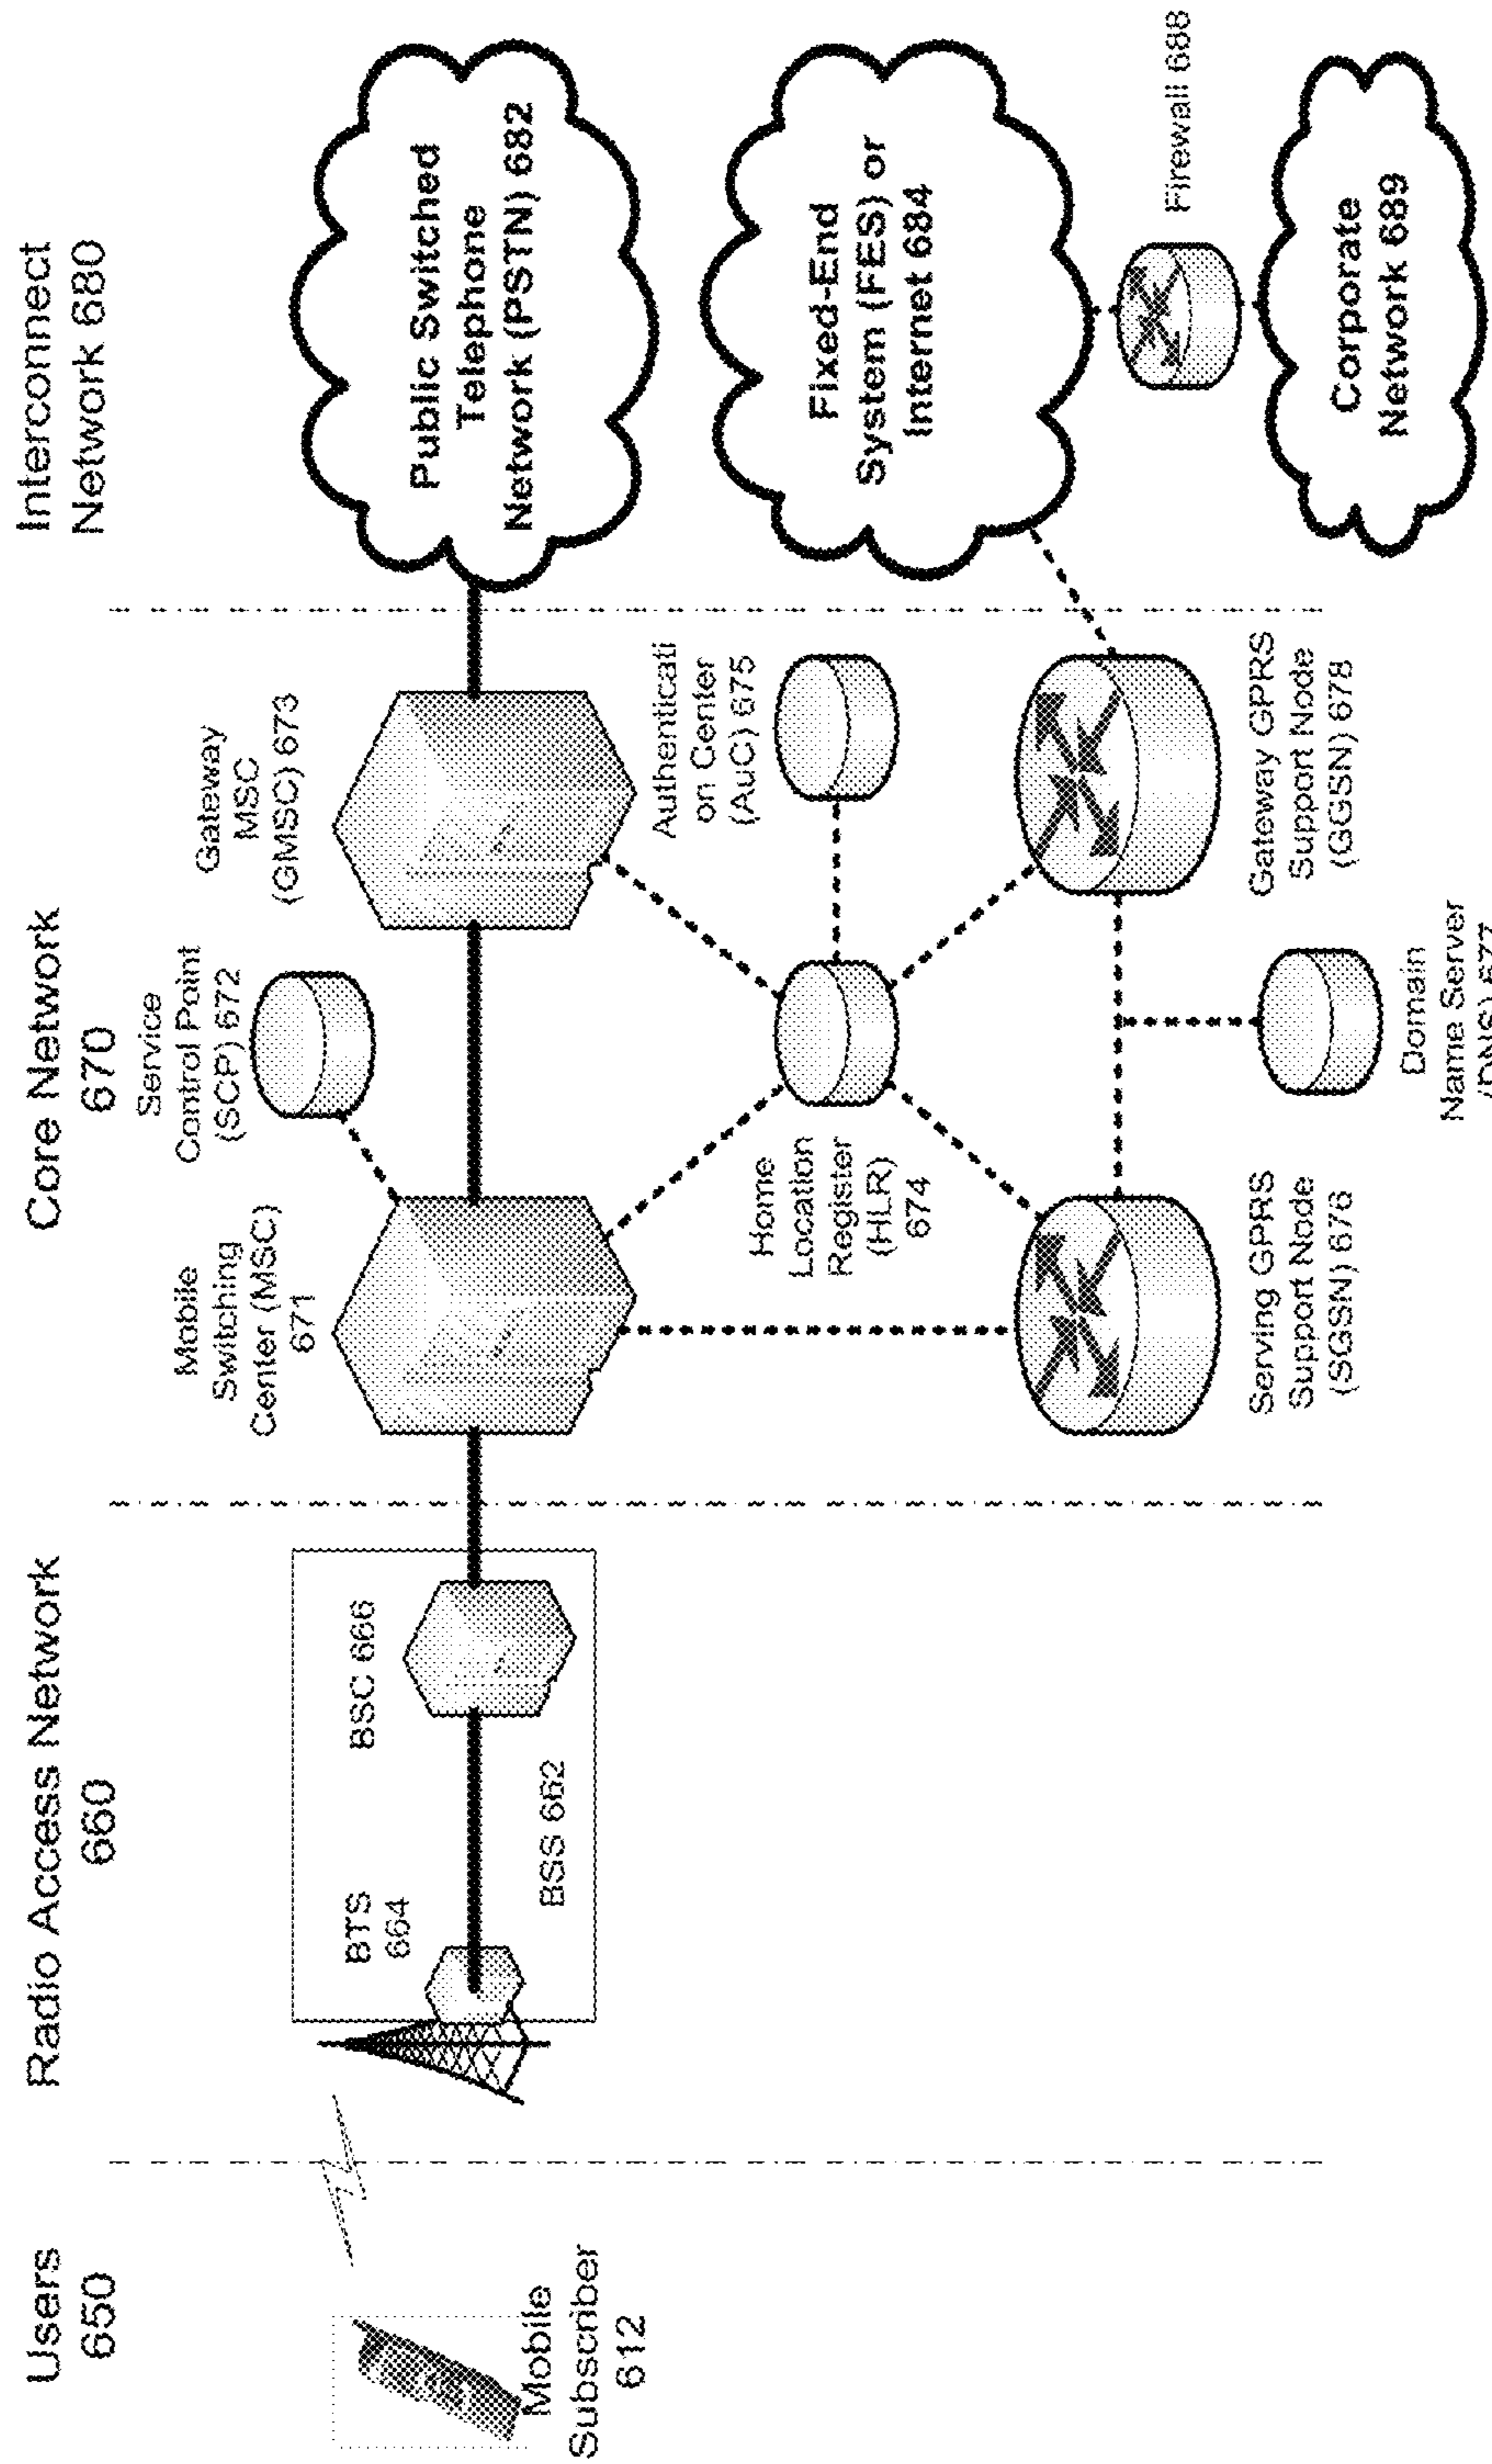 Users
650
Radio Access Network
660
Core Network
670
Interconnect
Network 680
Mobile
Subscriber
612
BTS
664
BSC 666
BSS 662
Mobile
Switching
Center (MSC)
671
Service
Control Point
(SCP) 672
Gateway
MSC
(GMSC) 673
Public Switched
Telephone
Network (PSTN) 682
Home
Location
Register
(HLR)
674
Authenticati
on Center
(AuC) 675
Fixed-End
System (FES) or
Internet 684
Firewall 688
Serving GPRS
Support Node
(SGSN) 676
Gateway GPRS
Support Node
(GGSN) 678
Domain
Name Server
(DNS) 677
Corporate
Network 689